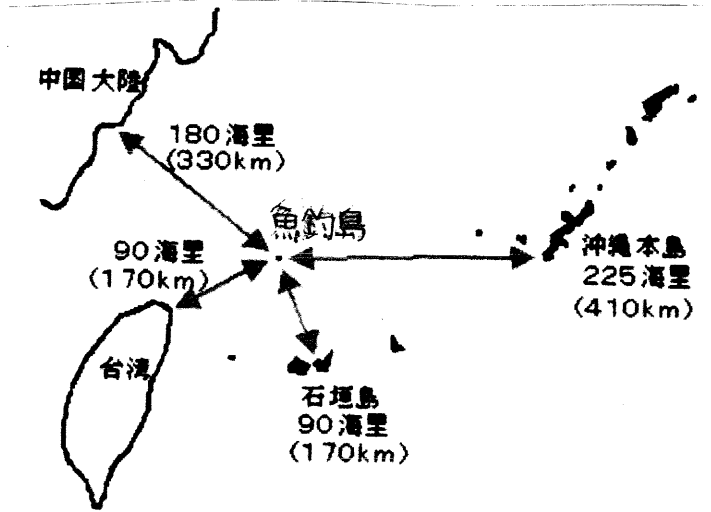 中国大陸
180海里
(330km)
魚釣島
90海里
(170km)
沖縄本島
225海里
(410km)
台湾
石垣島
90海里
(170km)